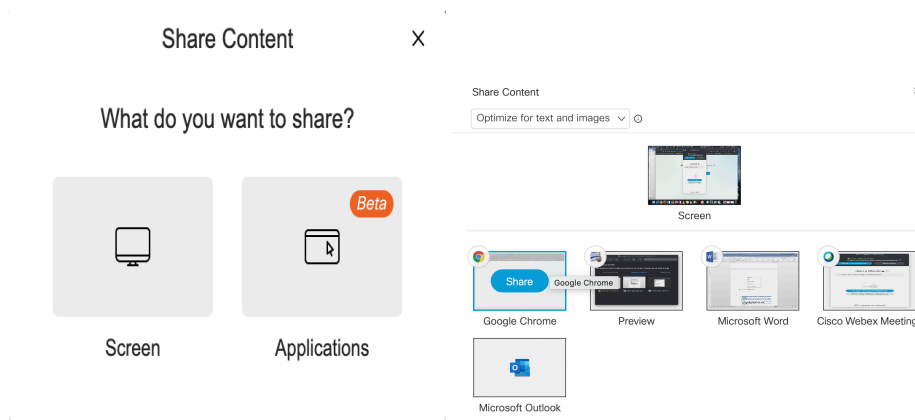 Share Content
What do you want to share?
Beta
Screen
Applications
Share Content
Optimize for text and images
Screen
Share
Google Chrome
Google Chrome
Preview
Microsoft Word
Cisco Webex Meeting
Microsoft Outlook